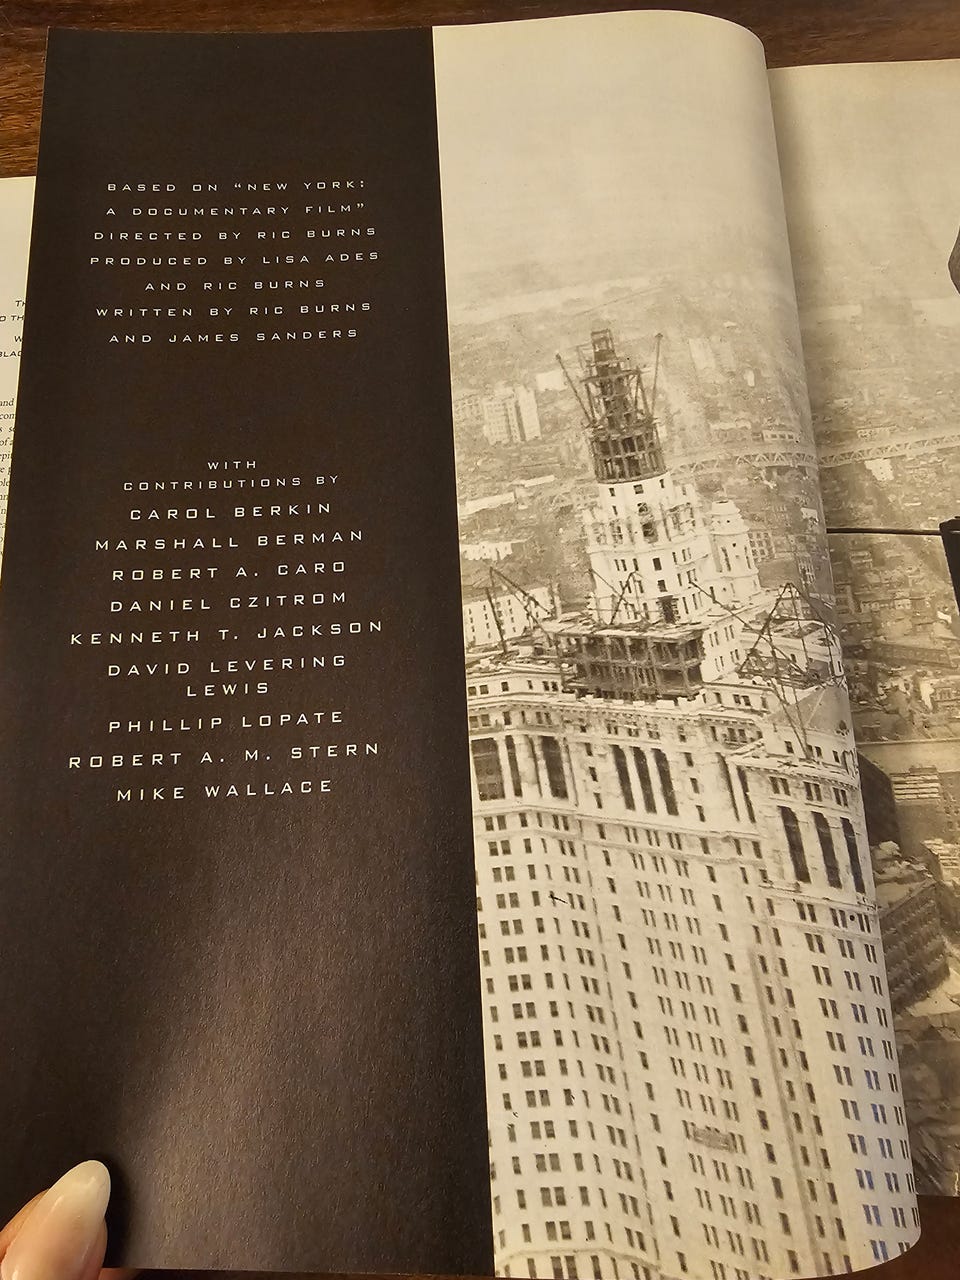 BASED ON “NEW YORK:
A DOCUMENTARY FILM”
DIRECTED BY RIC BURNS
PRODUCED BY LISA ADES
AND RIC BURNS
WRITTEN BY RIC BURNS
AND JAMES SANDERS
WITH
CONTRIBUTIONS BY
CAROL BERKIN
MARSHALL BERMAN
ROBERT A. CARO
DANIEL CZITROM
KENNETH T. JACKSON
DAVID LEVERING
LEWIS
PHILLIP LOPATE
ROBERT A. M. STERN
MIKE WALLACE